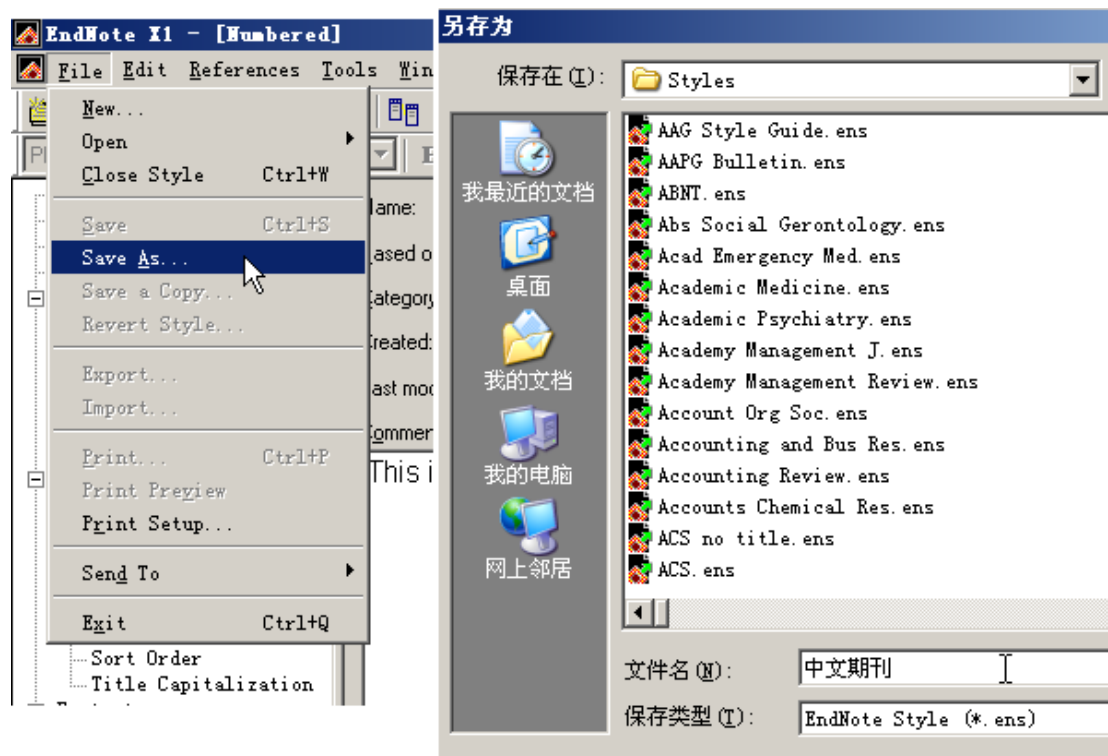 EndNote X1 - [Numbered]
File Edit References Tools Win
New...
Open
Close Style Ctrl+W
Save Ctrl+S
Save As...
Save a Copy...
Revert Style...
Export...
Import...
Print... Ctrl+P
Print Preview
Print Setup...
Send To
Exit Ctrl+Q
Sort Order
Title Capitalization
ame:
ased o
ategory
reated:
ast mod
Commen
This i
另存为
保存在(I):
Styles
我最近的文档
桌面
我的文档
我的电脑
网上邻居
AAG Style Guide.ens
AAPG Bulletin.ens
ABNT.ens
Abs Social Gerontology.ens
Acad Emergency Med.ens
Academic Medicine.ens
Academic Psychiatry.ens
Academy Management J.ens
Academy Management Review.ens
Account Org Soc.ens
Accounting and Bus Res.ens
Accounting Review.ens
Accounts Chemical Res.ens
ACS no title.ens
ACS.ens
文件名(N):
中文期刊
保存类型(T):
EndNote Style (*.ens)